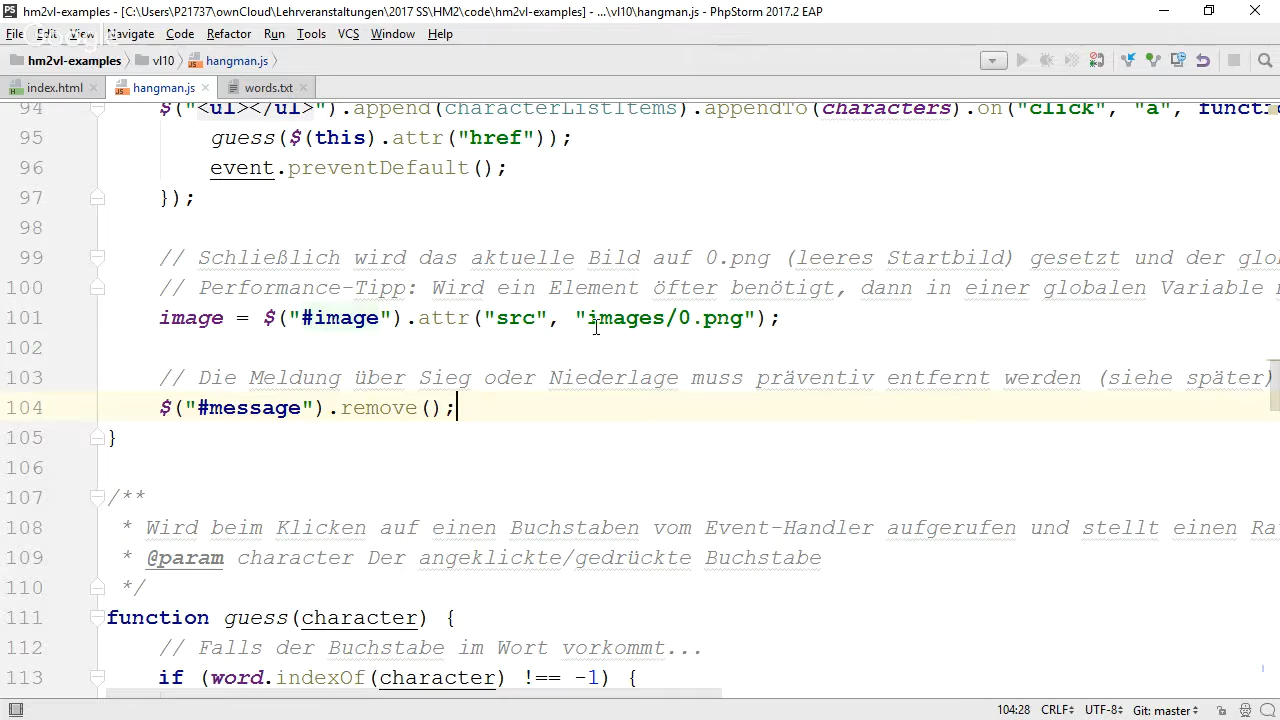 hm2vl-examples - [C:\Users\P21737\ownCloud\Lehrveranstaltungen\2017 SS\HM2\code\hm2vl-examples] - ...\vl10\hangman.js - PhpStorm 2017.2 EAP
File Edit View Navigate Code Refactor Run Tools VCS Window Help
Google
hm2vl-examples vl10 hangman.js
index.html hangman.js words.txt
94 $("<ul></ul>").append(characterListItems).appendTo(characters).on("click", "a", functi
95 guess($(this).attr("href"));
96 event.preventDefault();
97 });
98
99 // Schließlich wird das aktuelle Bild auf 0.png (leeres Startbild) gesetzt und der glo
100 // Performance-Tipp: Wird ein Element öfter benötigt, dann in einer globalen Variable
101 image = $("#image").attr("src", "images/0.png");
102
103 // Die Meldung über Sieg oder Niederlage muss präventiv entfernt werden (siehe später)
104 $("#message").remove();
105 }
106
107 /**
108 * Wird beim Klicken auf einen Buchstaben vom Event-Handler aufgerufen und stellt einen Ra
109 * @param character Der angeklickte/gedrückte Buchstabe
110 */
111 function guess(character) {
112 // Falls der Buchstabe im Wort vorkommt...
113 if (word.indexOf(character) !== -1) {
104:28 CRLF UTF-8 Git: master